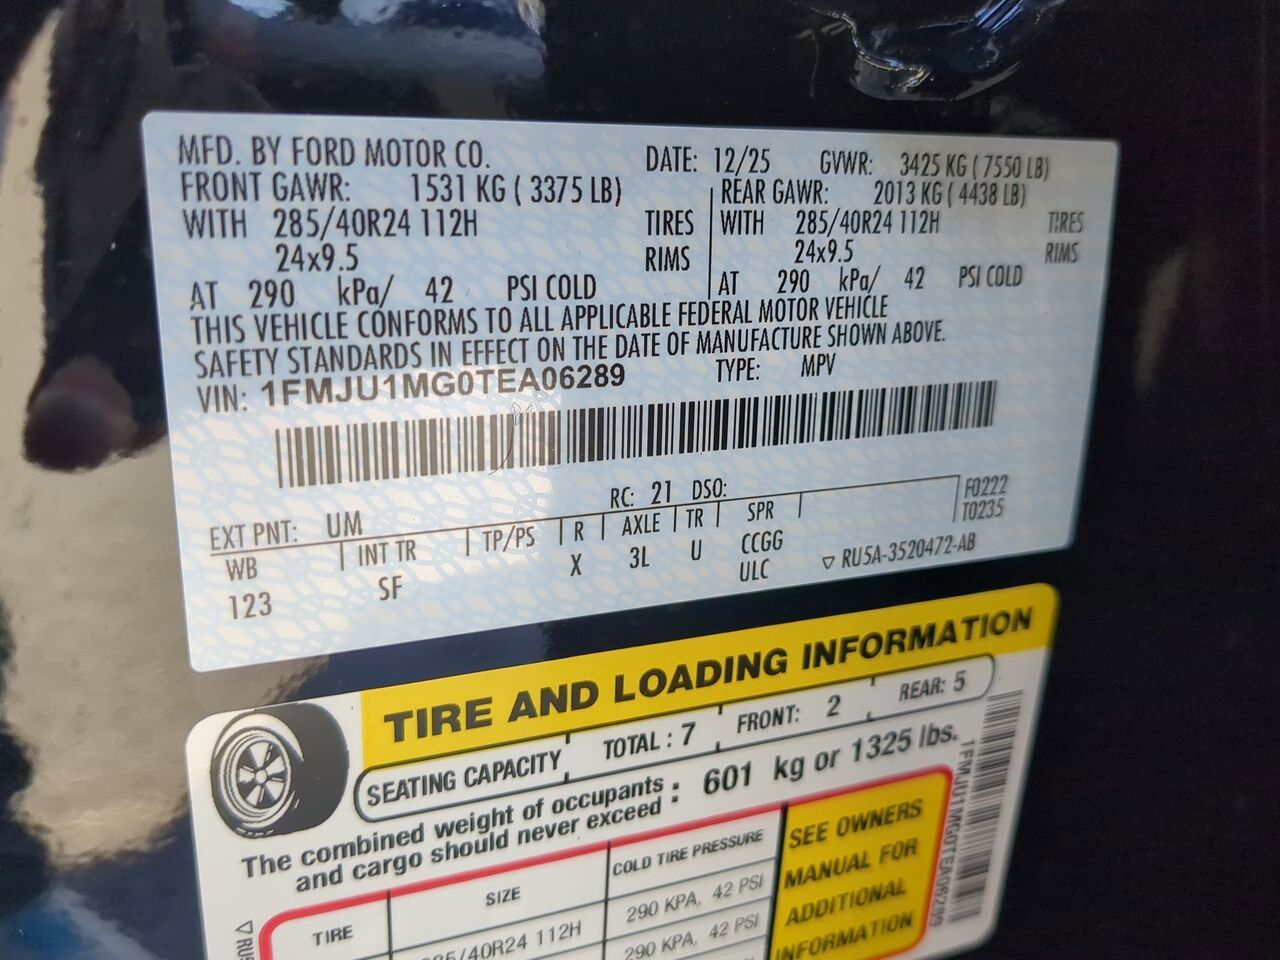 MFD. BY FORD MOTOR CO. DATE: 12/25 GVWR: 3425 KG ( 7550 LB)
FRONT GAWR: 1531 KG ( 3375 LB) REAR GAWR: 2013 KG ( 4438 LB)
WITH 285/40R24 112H TIRES WITH 285/40R24 112H TIRES
24x9.5 RIMS 24x9.5 RIMS
AT 290 kPa/ 42 PSI COLD AT 290 kPa/ 42 PSI COLD
THIS VEHICLE CONFORMS TO ALL APPLICABLE FEDERAL MOTOR VEHICLE
SAFETY STANDARDS IN EFFECT ON THE DATE OF MANUFACTURE SHOWN ABOVE.
VIN: 1FMJU1MG0TEA06289 TYPE: MPV
EXT PNT: UM RC: 21 DSO: F0222
WB INT TR TP/PS R AXLE TR SPR T0235
123 SF X 3L U CCGG
ULC ▽ RU5A-3520472-AB
TIRE AND LOADING INFORMATION
SEATING CAPACITY TOTAL : 7 FRONT: 2 REAR: 5
The combined weight of occupants
and cargo should never exceed : 601 kg or 1325 lbs.
TIRE SIZE COLD TIRE PRESSURE
85/40R24 112H 290 KPA, 42 PSI
290 KPA, 42 PSI
SEE OWNERS
MANUAL FOR
ADDITIONAL
INFORMATION
1FMJU1MG0TEA06289
▽ RU5